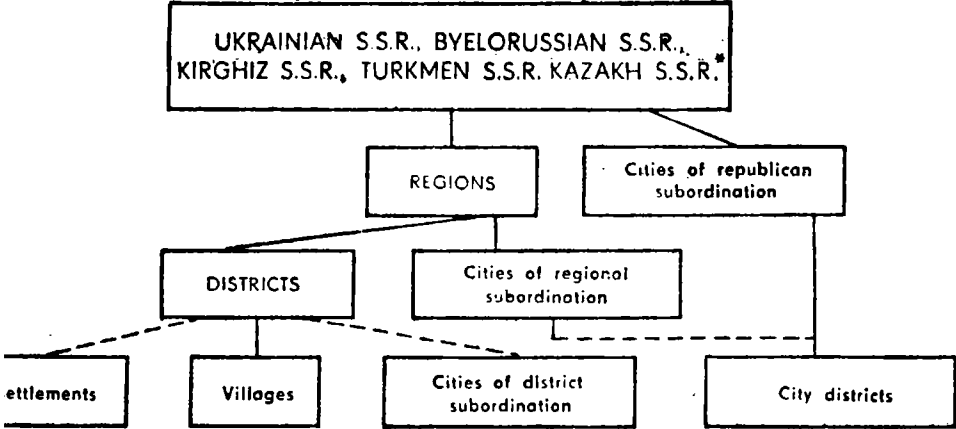 UKRAINIAN S.S.R., BYELORUSSIAN S.S.R.,
KIRGHIZ S.S.R., TURKMEN S.S.R. KAZAKH S.S.R.*
REGIONS
Cities of republican
subordination
DISTRICTS
Cities of regional
subordination
ettlements
Villages
Cities of district
subordination
City districts